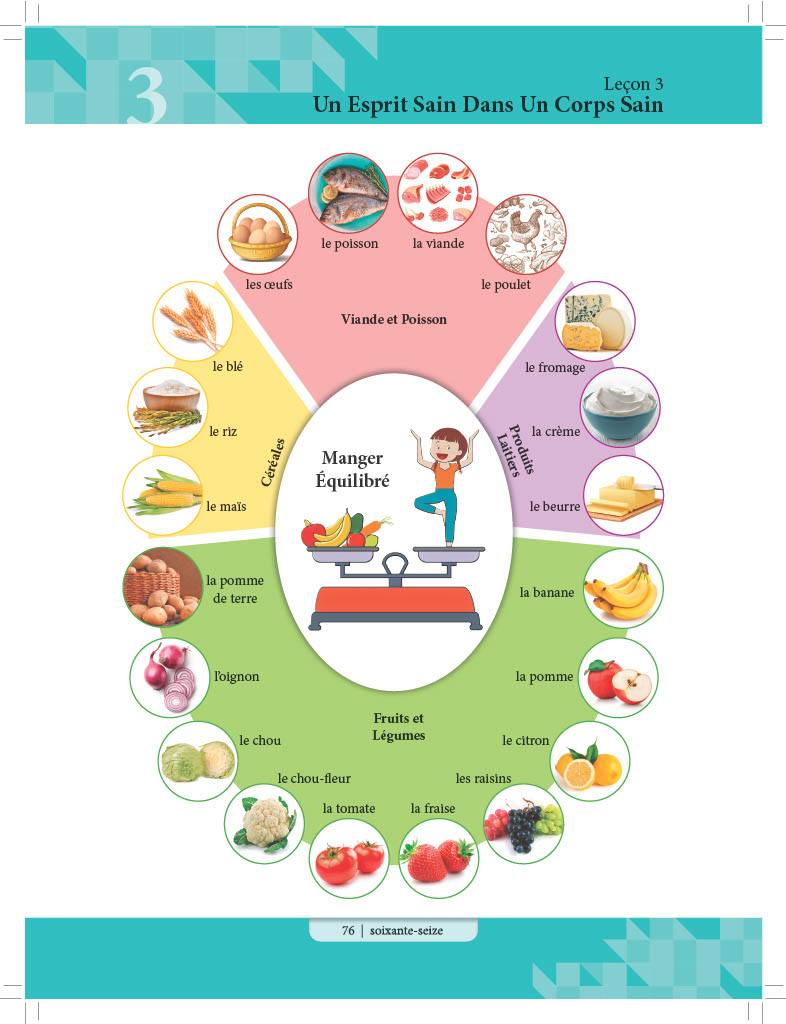 3
Leçon 3
Un Esprit Sain Dans Un Corps Sain
les œufs
le poisson
la viande
le poulet
Viande et Poisson
le blé
le riz
le maïs
Céréales
le fromage
la crème
le beurre
Produits
Laitiers
Manger
Équilibré
la pomme
de terre
l'oignon
le chou
le chou-fleur
la tomate
la fraise
les raisins
le citron
la pomme
la banane
Fruits et
Légumes
76 | soixante-seize